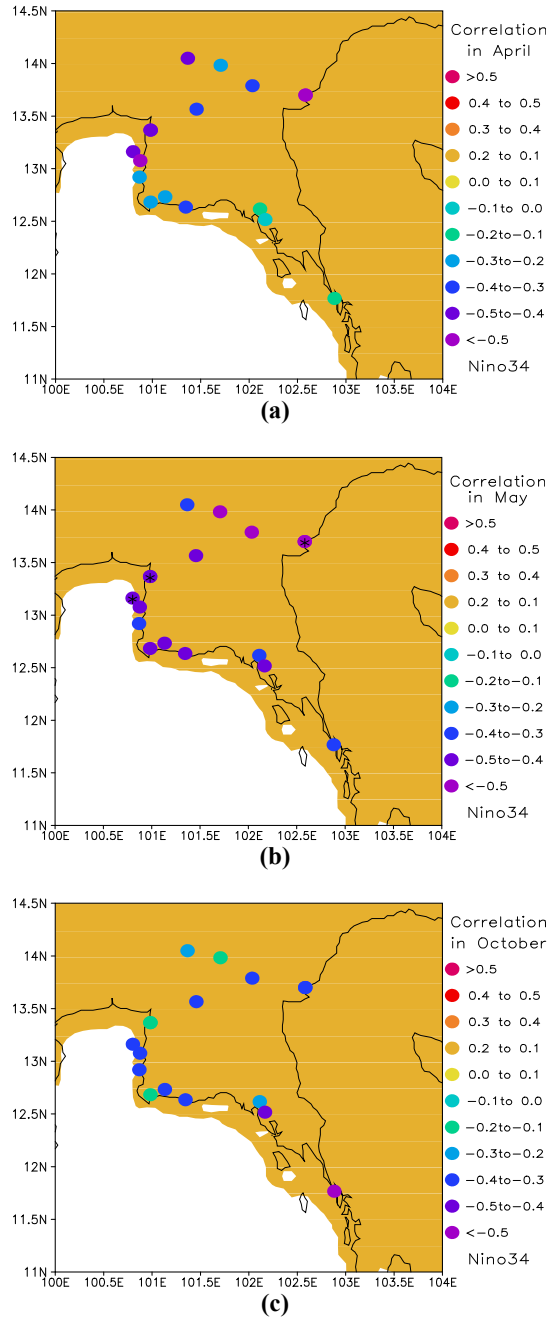 14.5N
14N
13.5N
13N
12.5N
12N
11.5N
11N
100E 100.5E 101E 101.5E 102E 102.5E 103E 103.5E 104E
Correlation
in April
>0.5
0.4 to 0.5
0.3 to 0.4
0.2 to 0.1
0.0 to 0.1
-0.1to 0.0
-0.2to-0.1
-0.3to-0.2
-0.4to-0.3
-0.5to-0.4
<-0.5
Nino34
(a)
14.5N
14N
13.5N
13N
12.5N
12N
11.5N
11N
100E 100.5E 101E 101.5E 102E 102.5E 103E 103.5E 104E
Correlation
in May
>0.5
0.4 to 0.5
0.3 to 0.4
0.2 to 0.1
0.0 to 0.1
-0.1to 0.0
-0.2to-0.1
-0.3to-0.2
-0.4to-0.3
-0.5to-0.4
<-0.5
Nino34
(b)
14.5N
14N
13.5N
13N
12.5N
12N
11.5N
11N
100E 100.5E 101E 101.5E 102E 102.5E 103E 103.5E 104E
Correlation
in October
>0.5
0.4 to 0.5
0.3 to 0.4
0.2 to 0.1
0.0 to 0.1
-0.1to 0.0
-0.2to-0.1
-0.3to-0.2
-0.4to-0.3
-0.5to-0.4
<-0.5
Nino34
(c)